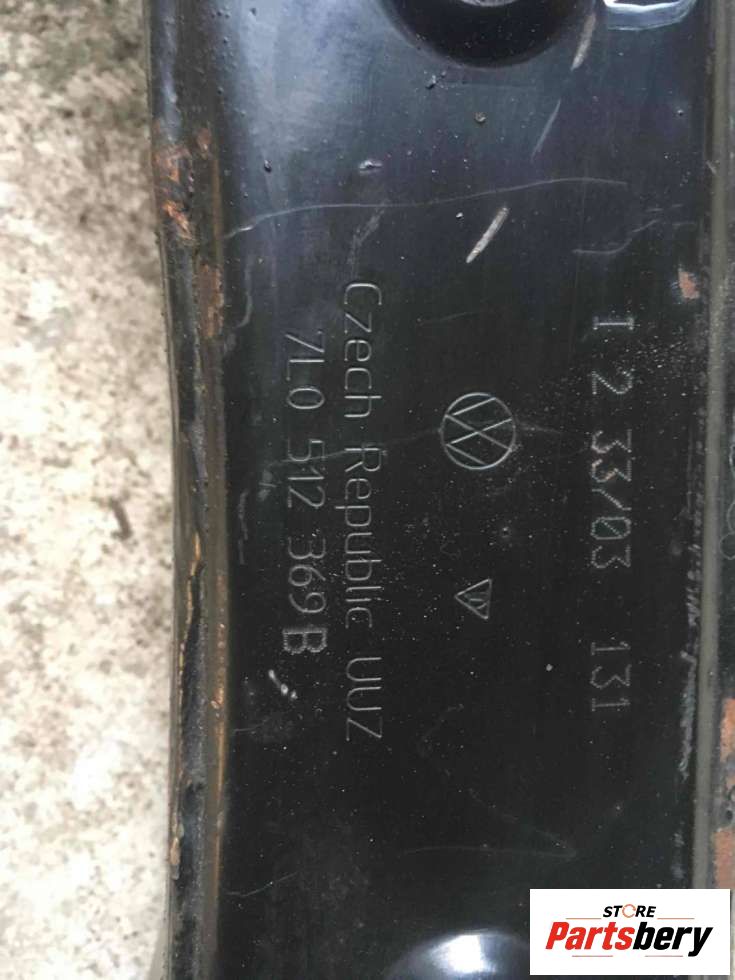 I 2 33/03 131
Czech Republic UUZ
7L0 512 369 B
STORE
Partsbery